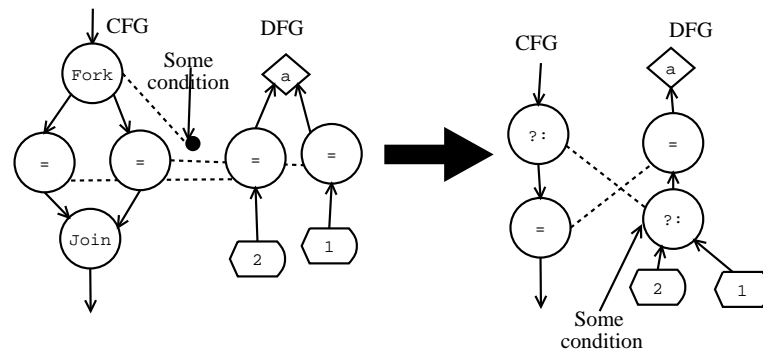 CFG
DFG
Some
condition
Fork
a
=
=
=
=
Join
2
1
CFG
DFG
a
?:
=
=
?:
2
1
Some
condition